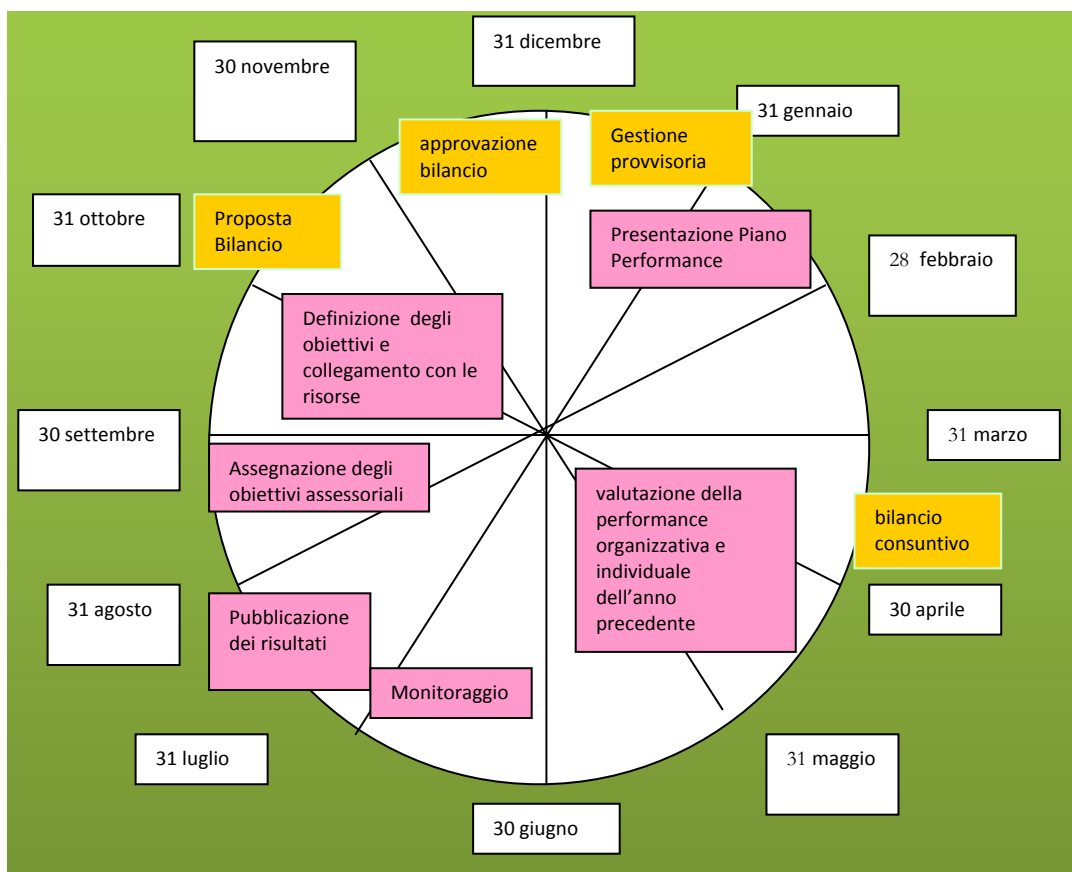 31 dicembre
30 novembre
31 gennaio
approvazione
bilancio
Gestione
provvisoria
31 ottobre
Proposta
Bilancio
Presentazione Piano
Performance
28 febbraio
Definizione degli
obiettivi e
collegamento con le
risorse
30 settembre
31 marzo
Assegnazione degli
obiettivi assessoriali
valutazione della
performance
organizzativa e
individuale
dell’anno
precedente
bilancio
consuntivo
31 agosto
30 aprile
Pubblicazione
dei risultati
Monitoraggio
31 luglio
31 maggio
30 giugno